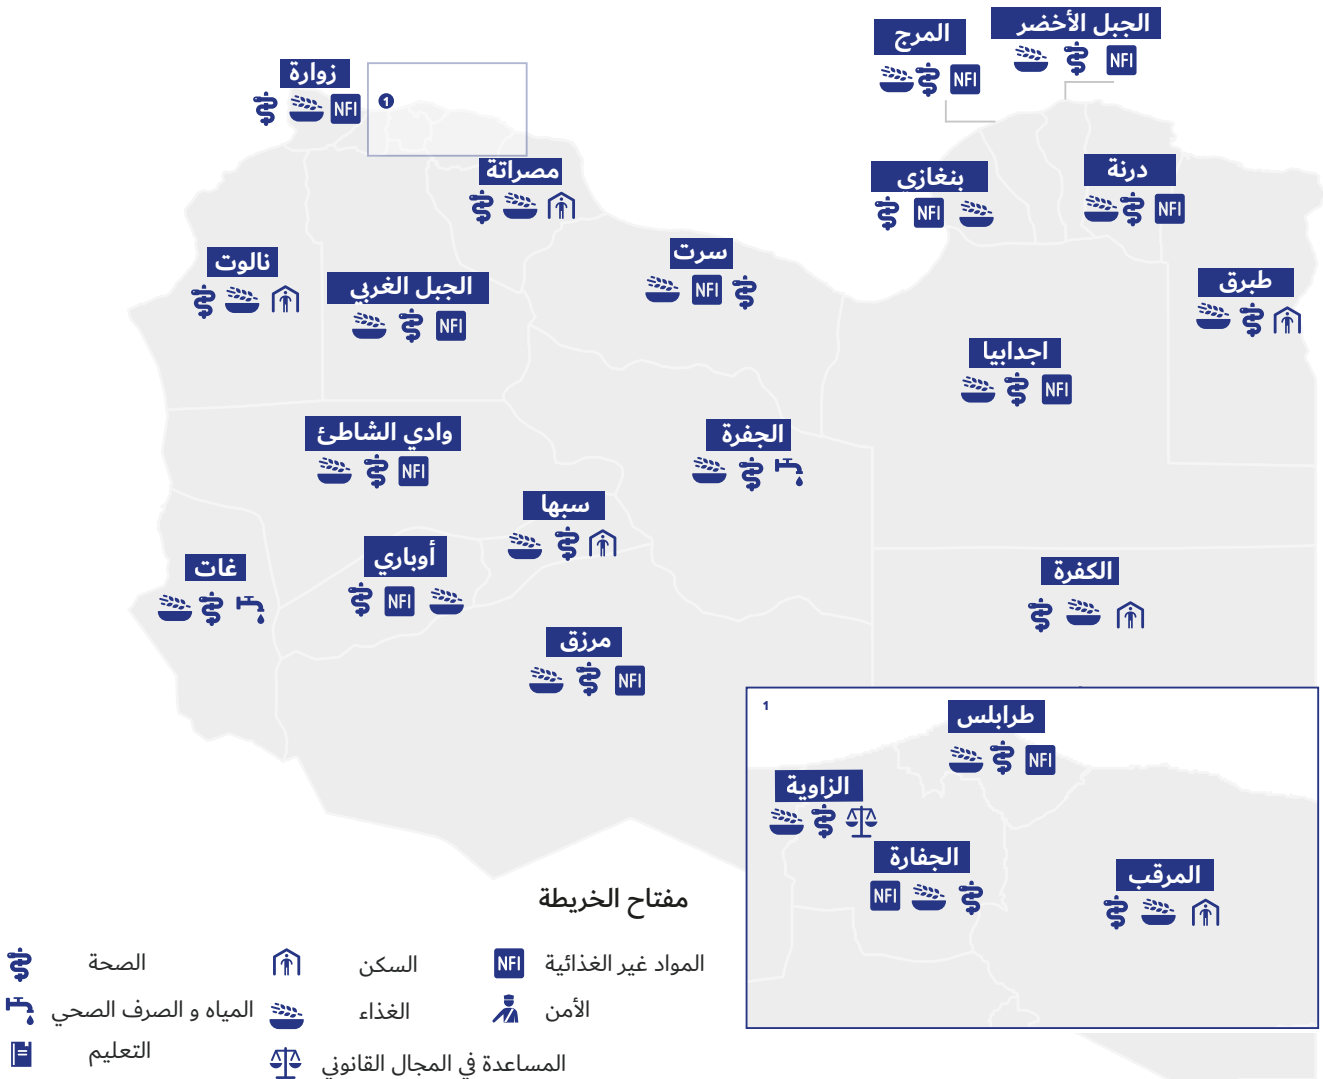 الجبل الأخضر
NFI
المرج
NFI
زوارة
NFI
1
مصراتة
بنغازي
NFI
درنة
NFI
نالوت
الجبل الغربي
NFI
سرت
NFI
طبرق
اجدابيا
NFI
وادي الشاطئ
NFI
الجفرة
سبها
غات
أوباري
NFI
الكفرة
مرزق
NFI
1
طرابلس
NFI
الزاوية
الجفارة
NFI
المرقب
مفتاح الخريطة
المواد غير الغذائية
NFI
السكن
الصحة
الأمن
الغذاء
المياه و الصرف الصحي
المساعدة في المجال القانوني
التعليم